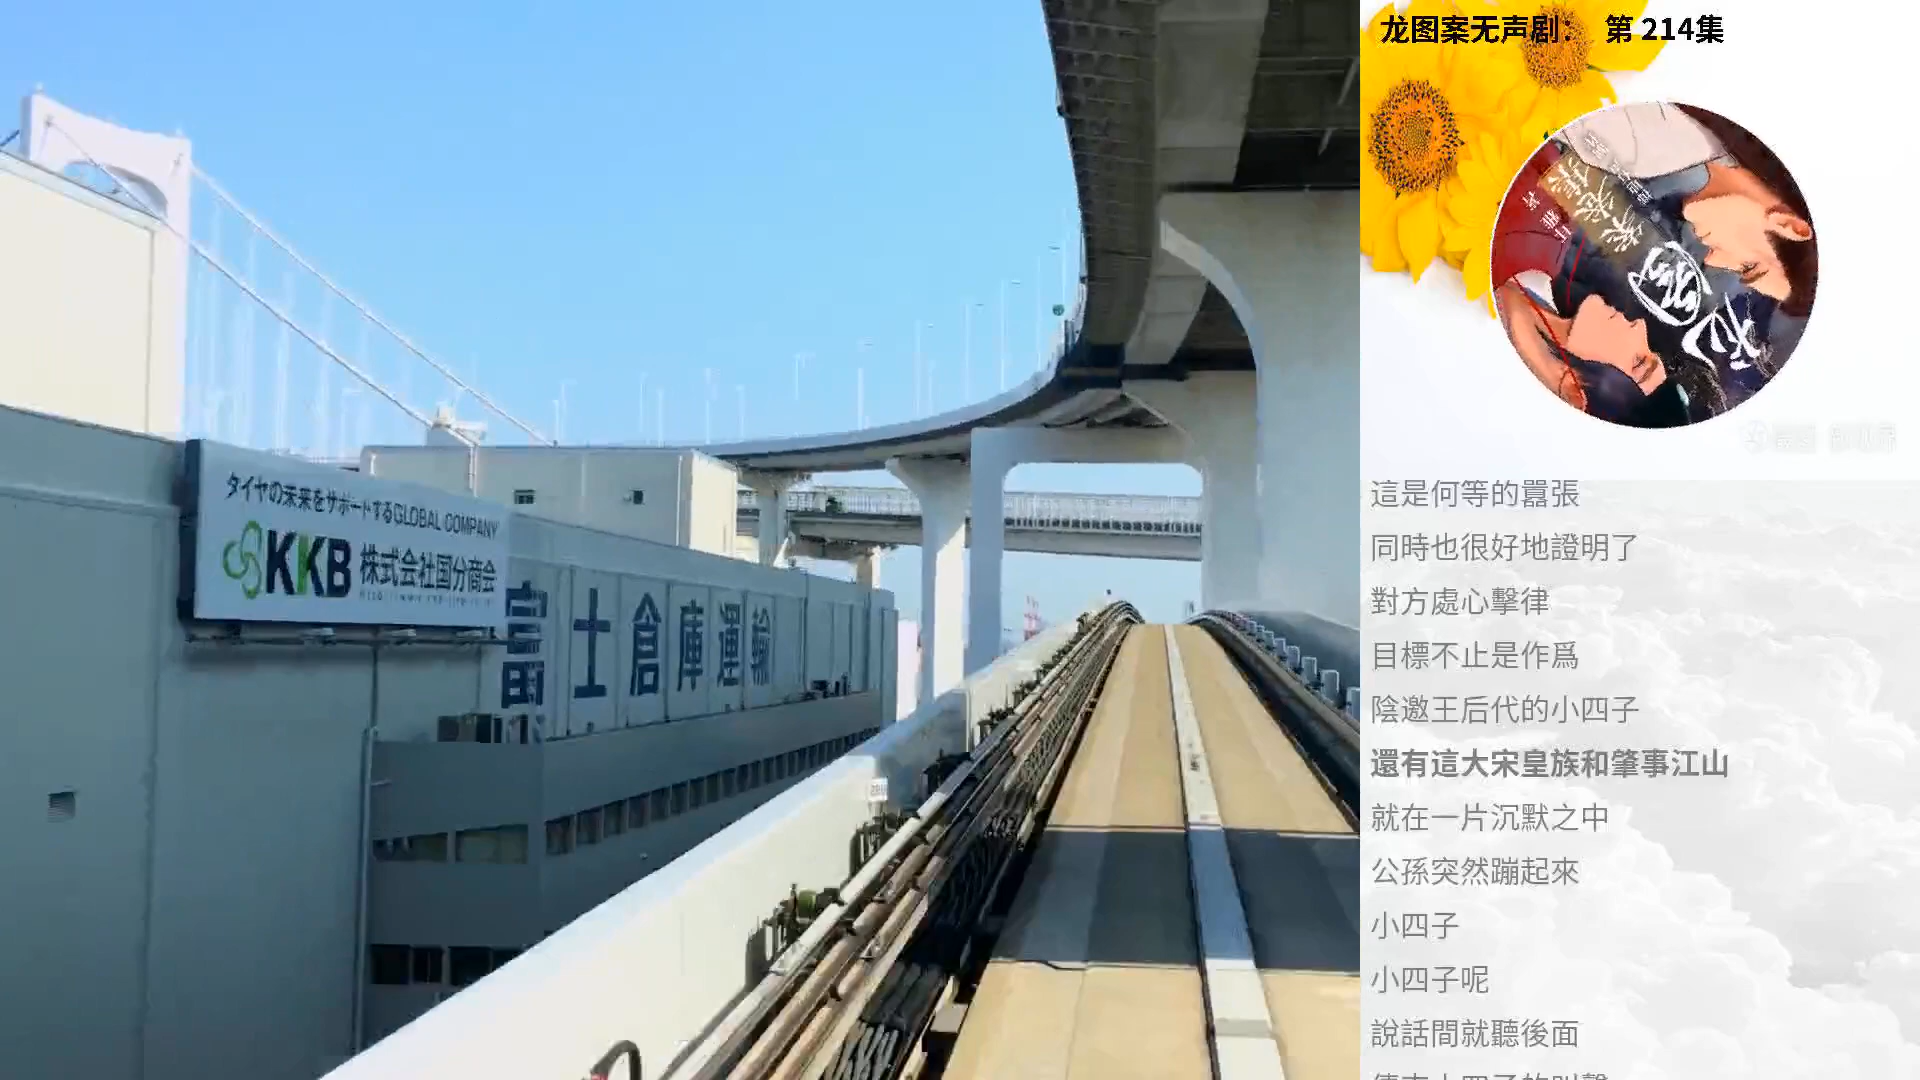 タイヤの未来をサポートするGLOBAL COMPANY
KKB 株式会社国分商会
富士倉庫運輸
龙图案无声剧： 第 214集
龙图
這是何等的囂張
同時也很好地證明了
對方處心擊律
目標不止是作爲
陰邀王后代的小四子
還有這大宋皇族和肇事江山
就在一片沉默之中
公孫突然蹦起來
小四子
小四子呢
說話間就聽後面